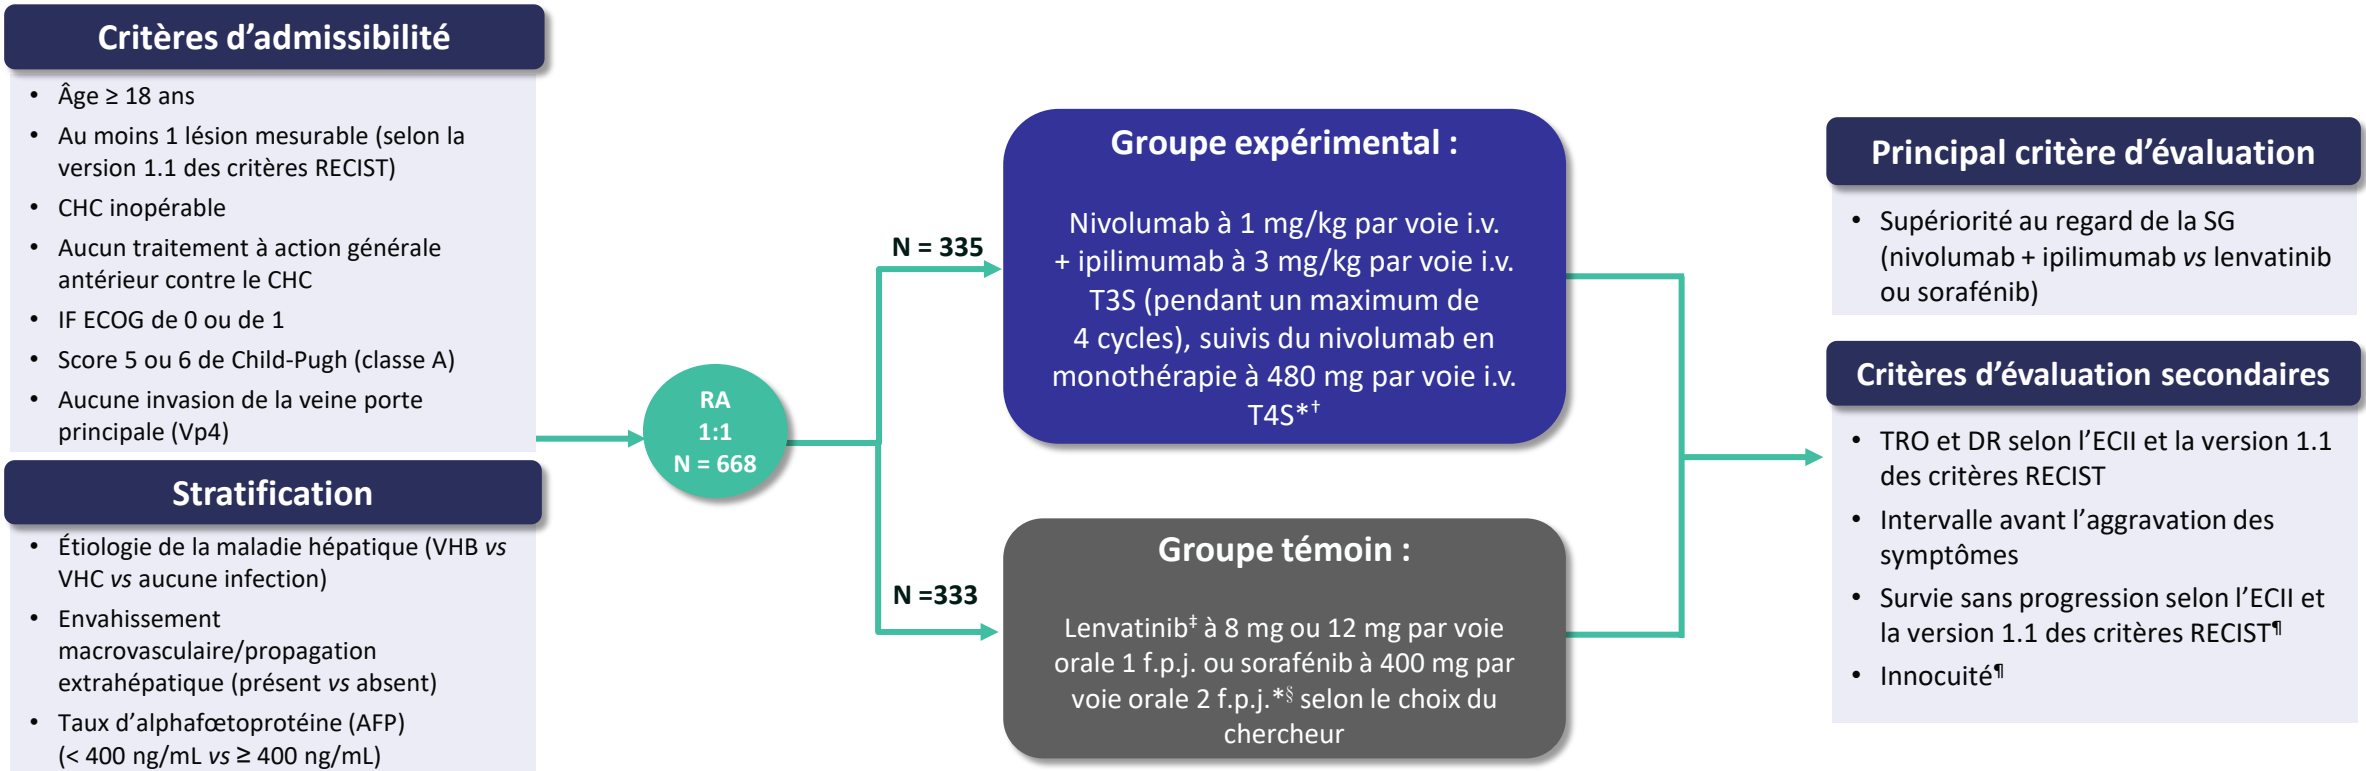 Critères d’admissibilité
• Âge ≥ 18 ans
• Au moins 1 lésion mesurable (selon la
version 1.1 des critères RECIST)
• CHC inopérable
• Aucun traitement à action générale
antérieur contre le CHC
• IF ECOG de 0 ou de 1
• Score 5 ou 6 de Child-Pugh (classe A)
• Aucune invasion de la veine porte
principale (Vp4)
Stratification
• Étiologie de la maladie hépatique (VHB vs
VHC vs aucune infection)
• Envahissement
macrovasculaire/propagation
extrahépatique (présent vs absent)
• Taux d’alphafœtoprotéine (AFP)
(< 400 ng/mL vs ≥ 400 ng/mL)
RA
1:1
N = 668
N = 335
Groupe expérimental :
Nivolumab à 1 mg/kg par voie i.v.
+ ipilimumab à 3 mg/kg par voie i.v.
T3S (pendant un maximum de
4 cycles), suivis du nivolumab en
monothérapie à 480 mg par voie i.v.
T4S*†
N =333
Groupe témoin :
Lenvatinib‡ à 8 mg ou 12 mg par voie
orale 1 f.p.j. ou sorafénib à 400 mg par
voie orale 2 f.p.j.*§ selon le choix du
chercheur
Principal critère d’évaluation
• Supériorité au regard de la SG
(nivolumab + ipilimumab vs lenvatinib
ou sorafénib)
Critères d’évaluation secondaires
• TRO et DR selon l’ECII et la version 1.1
des critères RECIST
• Intervalle avant l’aggravation des
symptômes
• Survie sans progression selon l’ECII et
la version 1.1 des critères RECIST¶
• Innocuité¶